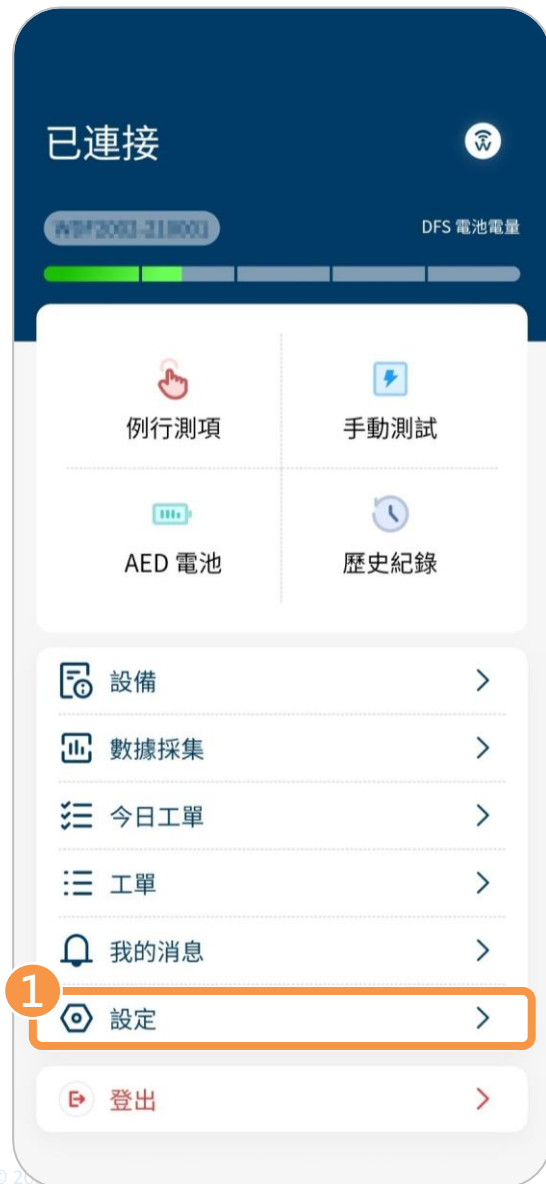 已連接
DFS 電池電量
例行測項
手動測試
AED 電池
歷史紀錄
設備
數據採集
今日工單
工單
我的消息
1
設定
登出